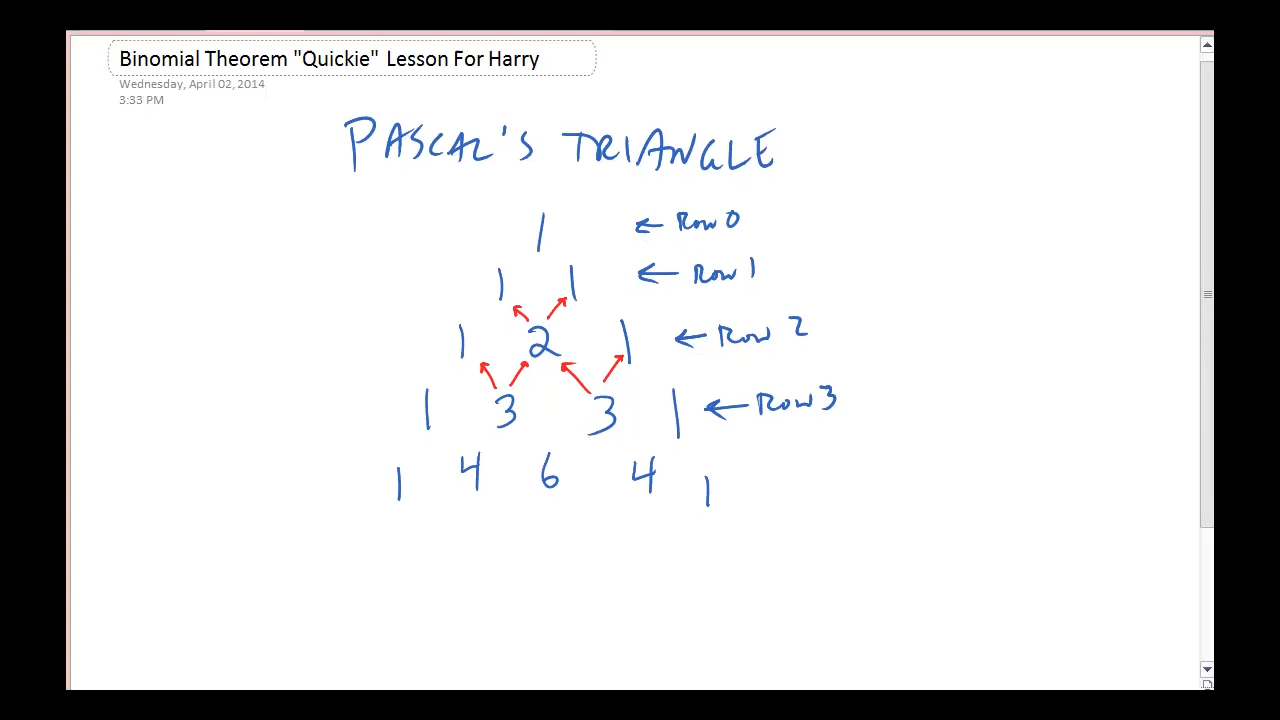 Binomial Theorem "Quickie" Lesson For Harry
Wednesday, April 02, 2014
3:33 PM
PASCAL'S TRIANGLE
1 ← Row 0
1 1 ← Row 1
1 2 1 ← Row 2
1 3 3 1 ← Row 3
1 4 6 4 1